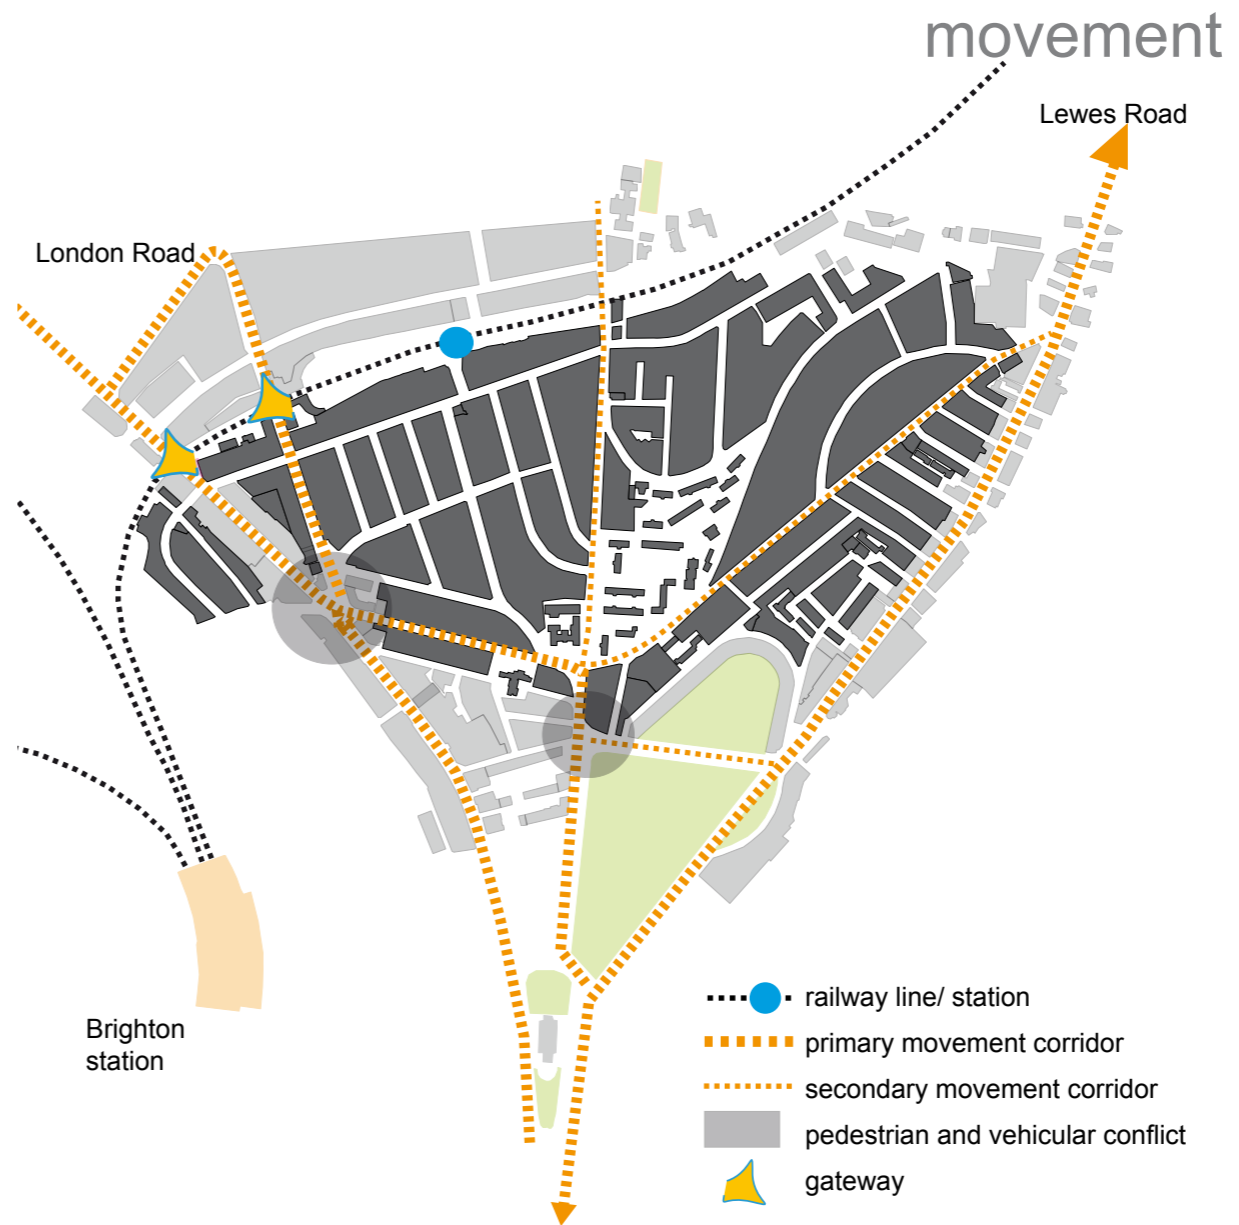 movement
Lewes Road
London Road
Brighton
station
railway line/ station
primary movement corridor
secondary movement corridor
pedestrian and vehicular conflict
gateway